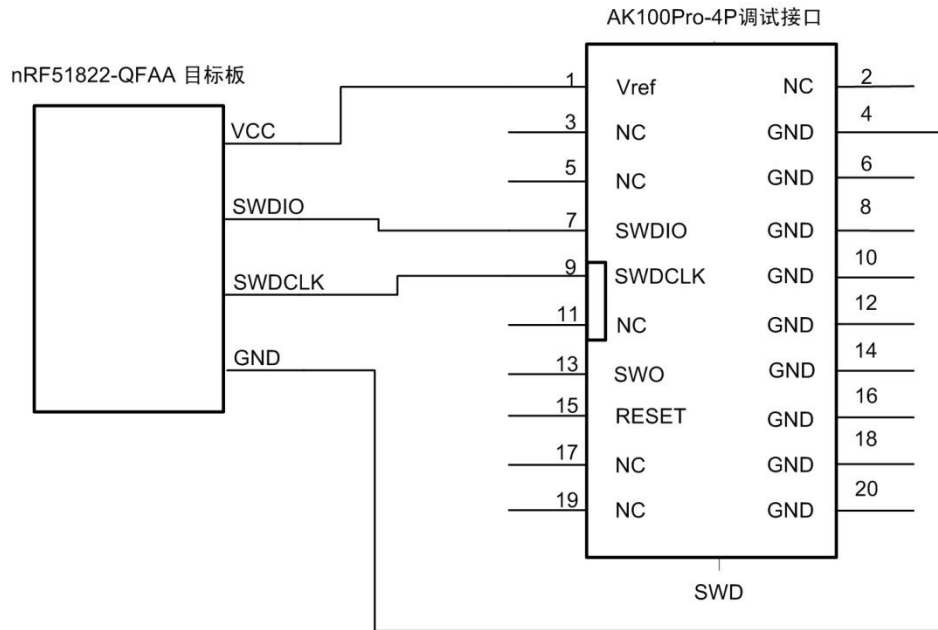 AK100Pro-4P调试接口
nRF51822-QFAA 目标板
VCC
SWDIO
SWDCLK
GND
1 Vref NC 2
3 NC GND 4
5 NC GND 6
7 SWDIO GND 8
9 SWDCLK GND 10
11 NC GND 12
13 SWO GND 14
15 RESET GND 16
17 NC GND 18
19 NC GND 20
SWD